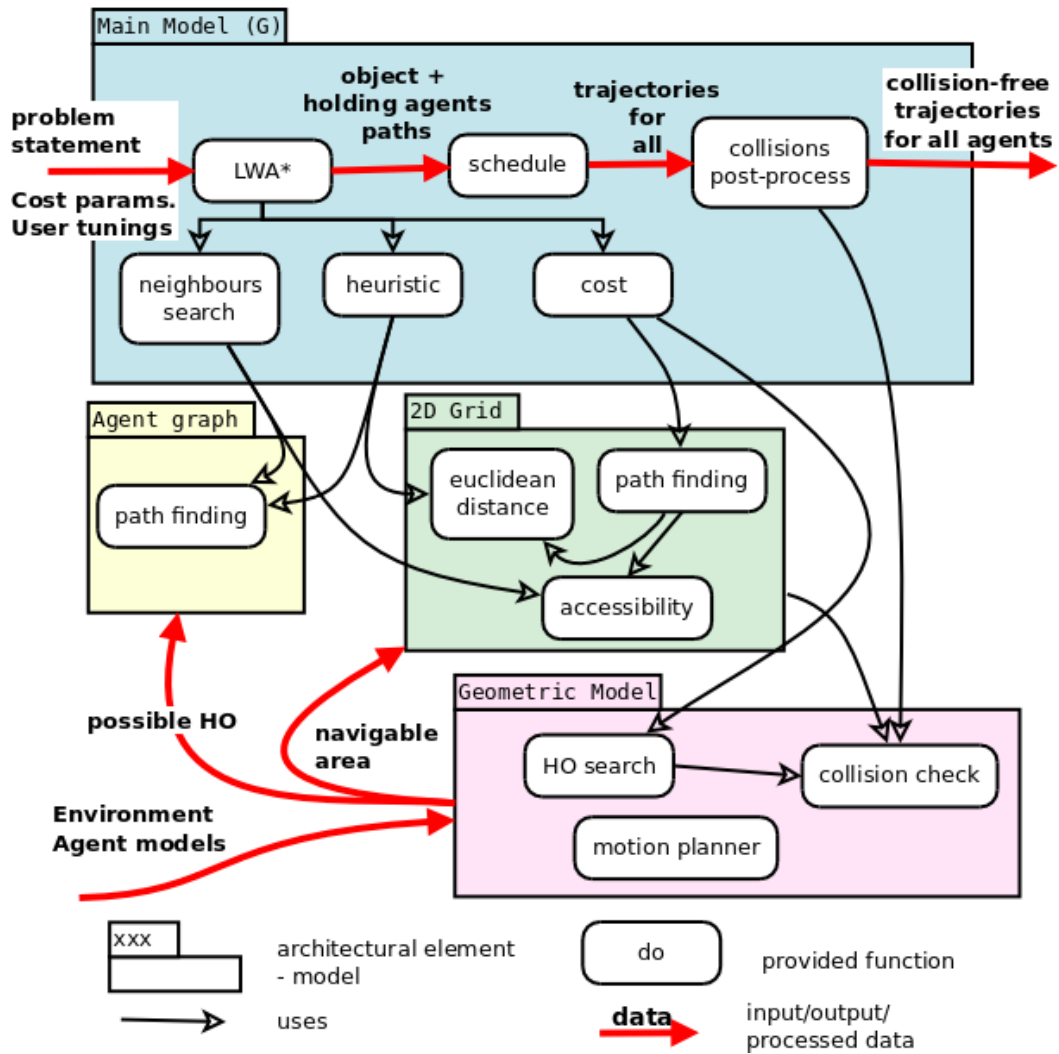 Main Model (G)
problem
statement
Cost params.
User tunings
object +
holding agents
paths
trajectories
for
all
collision-free
trajectories
for all agents
LWA*
schedule
collisions
post-process
neighbours
search
heuristic
cost
Agent graph
path finding
2D Grid
euclidean
distance
path finding
accessibility
possible HO
navigable
area
Geometric Model
HO search
collision check
motion planner
Environment
Agent models
xxx
architectural element
- model
do
provided function
uses
data
input/output/
processed data